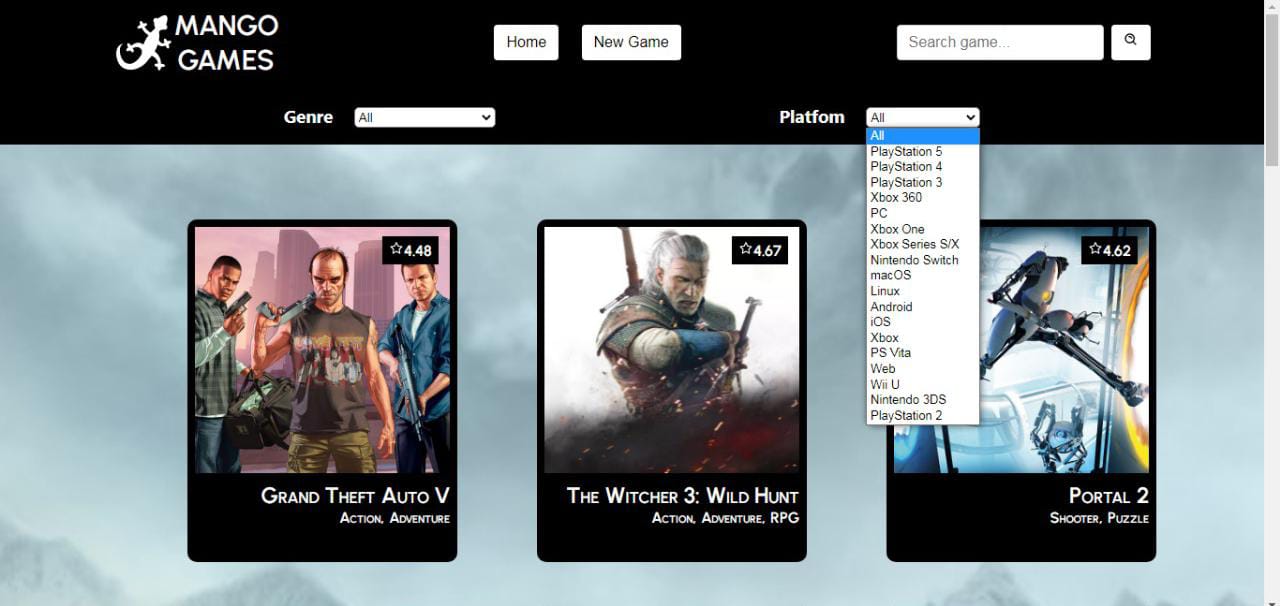 MANGO
GAMES
Home
New Game
Search game...
Genre
All
Platfom
All
All
PlayStation 5
PlayStation 4
PlayStation 3
Xbox 360
PC
Xbox One
Xbox Series S/X
Nintendo Switch
macOS
Linux
Android
iOS
Xbox
PS Vita
Web
Wii U
Nintendo 3DS
PlayStation 2
4.48
Grand Theft Auto V
Action, Adventure
4.67
The Witcher 3: Wild Hunt
Action, Adventure, RPG
4.62
Portal 2
Shooter, Puzzle